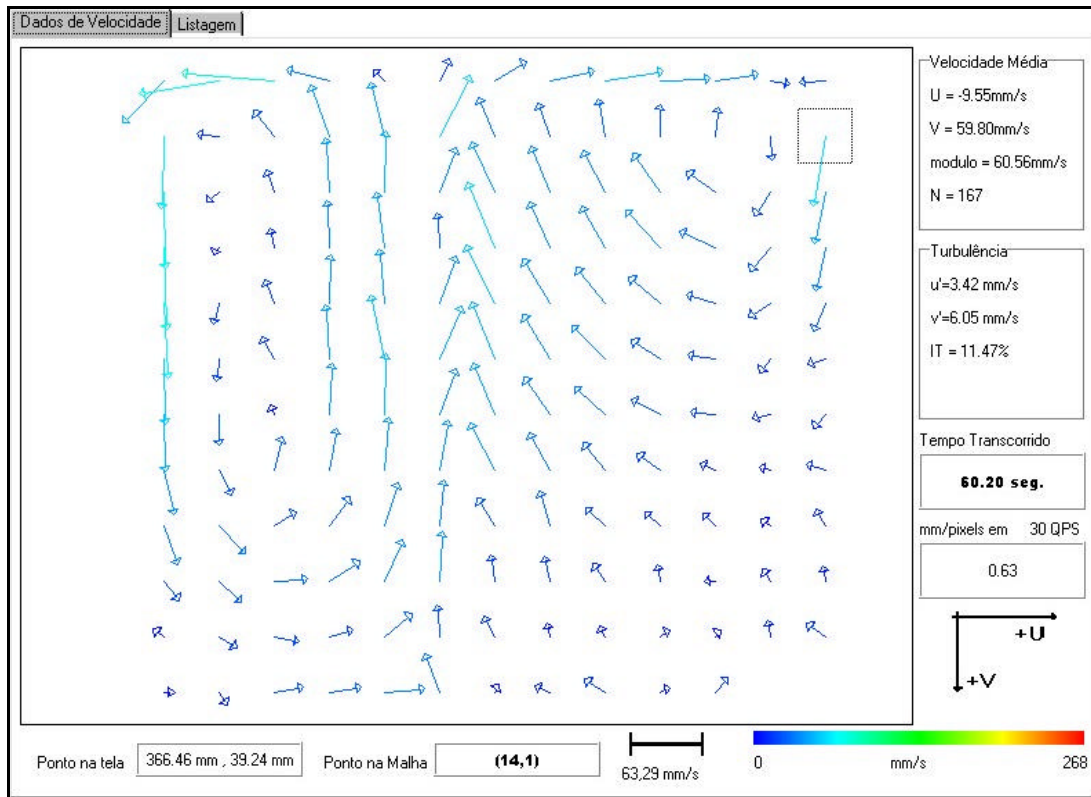 Dados de Velocidade Listagem
Velocidade Média
U = -9.55mm/s
V = 59.80mm/s
modulo = 60.56mm/s
N = 167
Turbulência
u'=3.42 mm/s
v'=6.05 mm/s
IT = 11.47%
Tempo Transcorrido
60.20 seg.
mm/pixels em 30 QPS
0.63
+U
+V
Ponto na tela 366.46 mm , 39.24 mm Ponto na Malha (14,1)
63,29 mm/s
0 mm/s 268